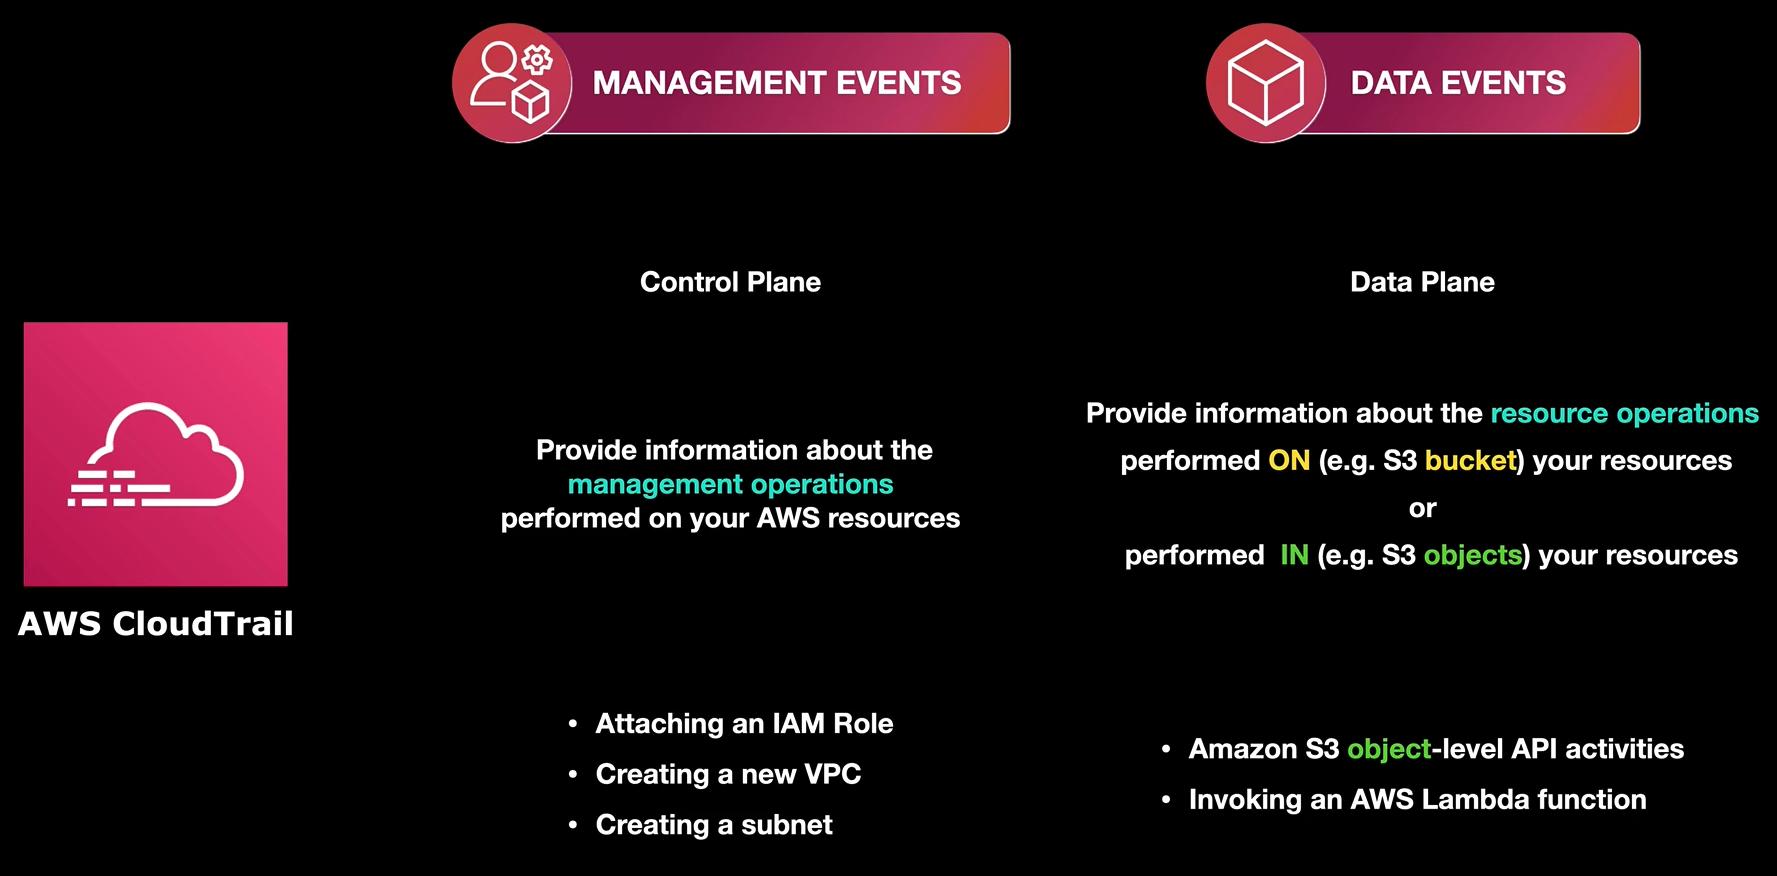 MANAGEMENT EVENTS
DATA EVENTS
Control Plane
Data Plane
AWS CloudTrail
Provide information about the
management operations
performed on your AWS resources
Provide information about the resource operations
performed ON (e.g. S3 bucket) your resources
or
performed IN (e.g. S3 objects) your resources
• Attaching an IAM Role
• Creating a new VPC
• Creating a subnet
• Amazon S3 object-level API activities
• Invoking an AWS Lambda function